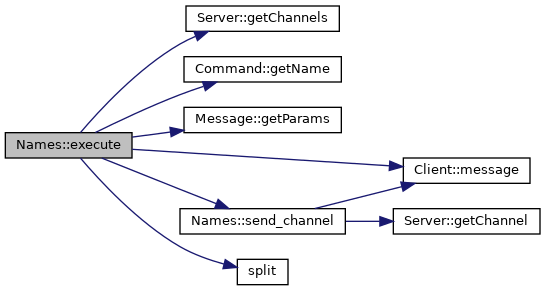 Server::getChannels
Command::getName
Message::getParams
Names::execute
Client::message
Names::send_channel
Server::getChannel
split